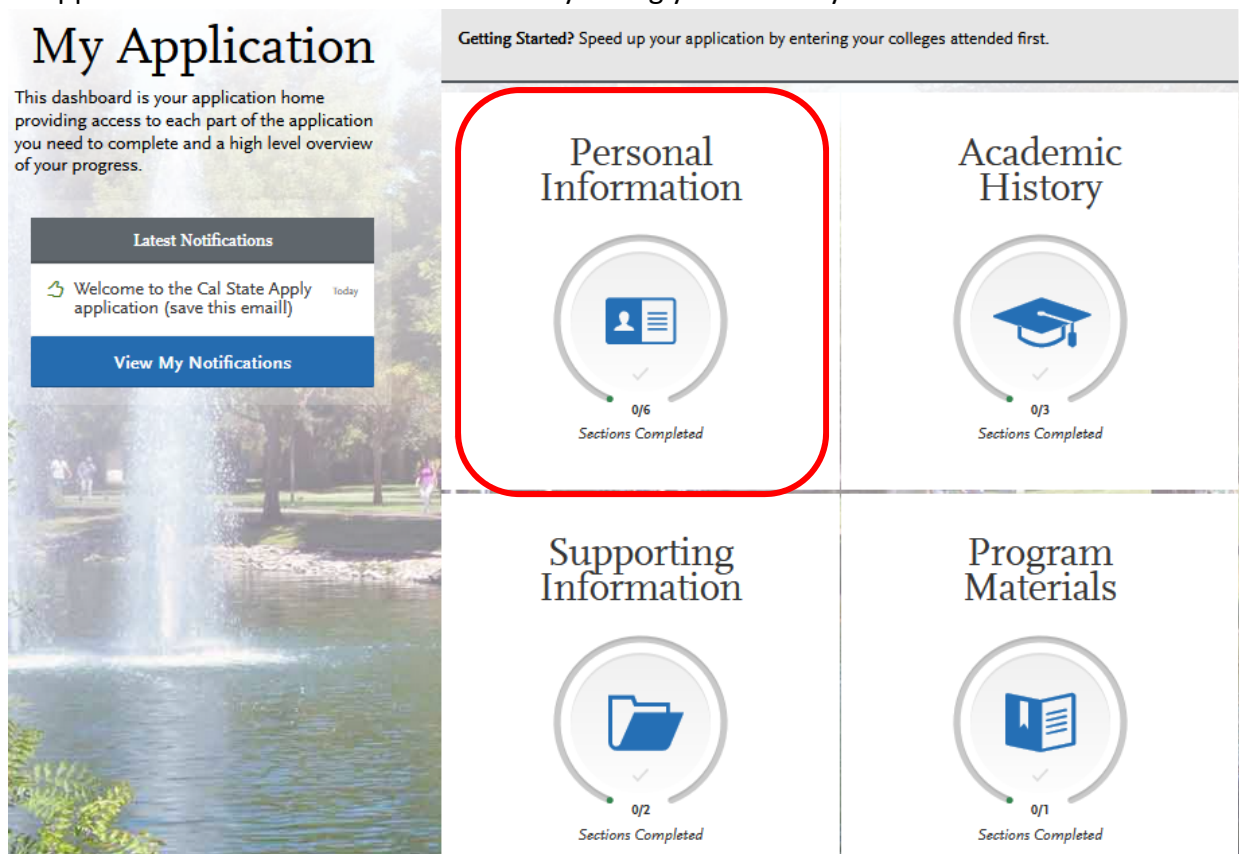 My Application
This dashboard is your application home
providing access to each part of the application
you need to complete and a high level overview
of your progress.
Latest Notifications
Welcome to the Cal State Apply
application (save this emaill)
Today
View My Notifications
Getting Started? Speed up your application by entering your colleges attended first.
Personal
Information
0/6
Sections Completed
Academic
History
0/3
Sections Completed
Supporting
Information
0/2
Sections Completed
Program
Materials
0/1
Sections Completed